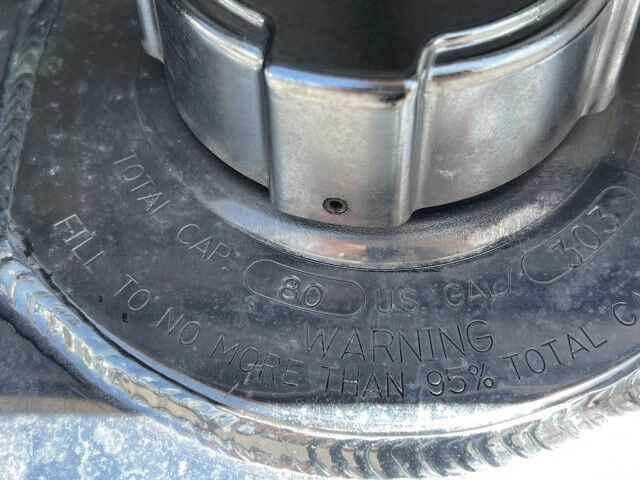 TOTAL CAP. 80 U.S. GAL/ 303
WARNING
FILL TO NO MORE THAN 95% TOTAL